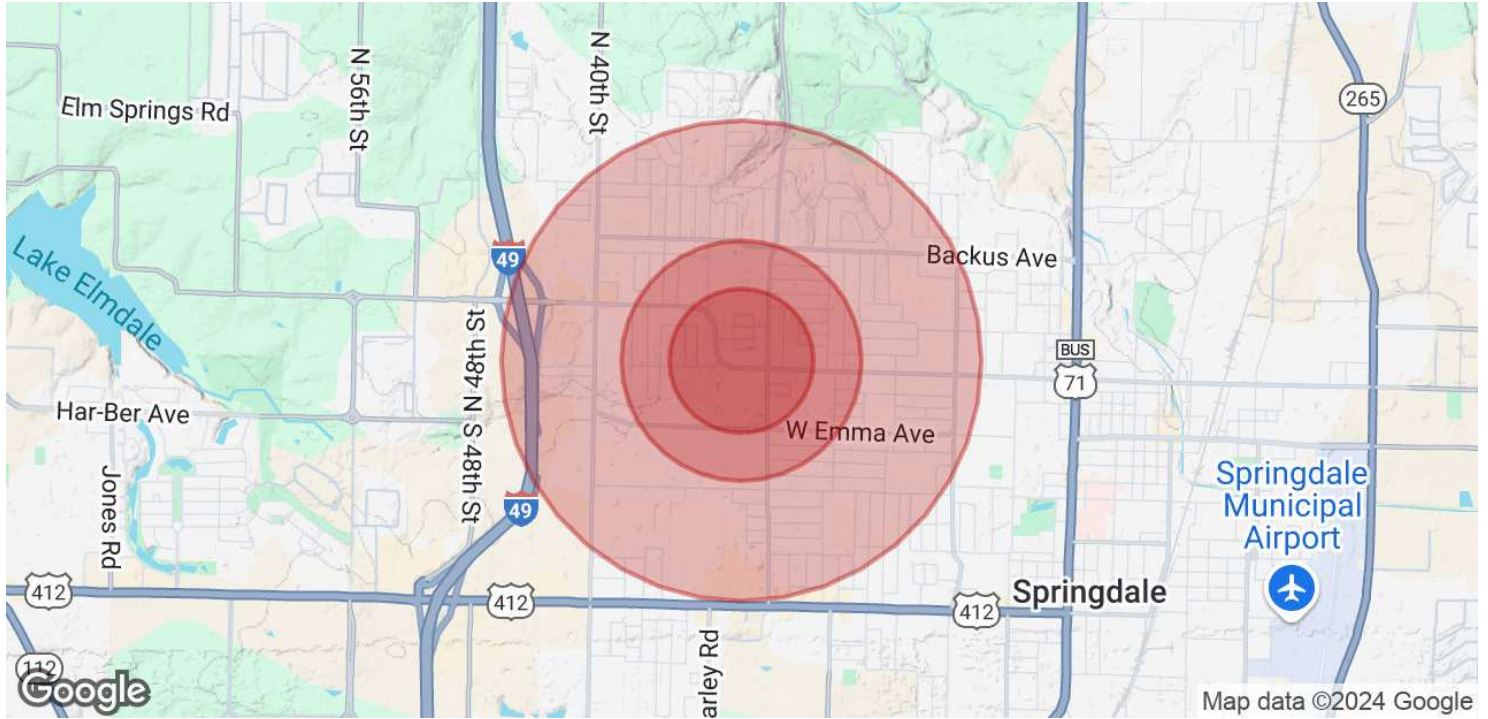 N 56th St
N 40th St
265
Elm Springs Rd
Backus Ave
49
Lake Elmdale
N 48th St
S 48th St
BUS
71
Har-Ber Ave
W Emma Ave
Jones Rd
49
Springdale
Municipal
Airport
412
412
412
Springdale
arley Rd
112
Google
Map data ©2024 Google